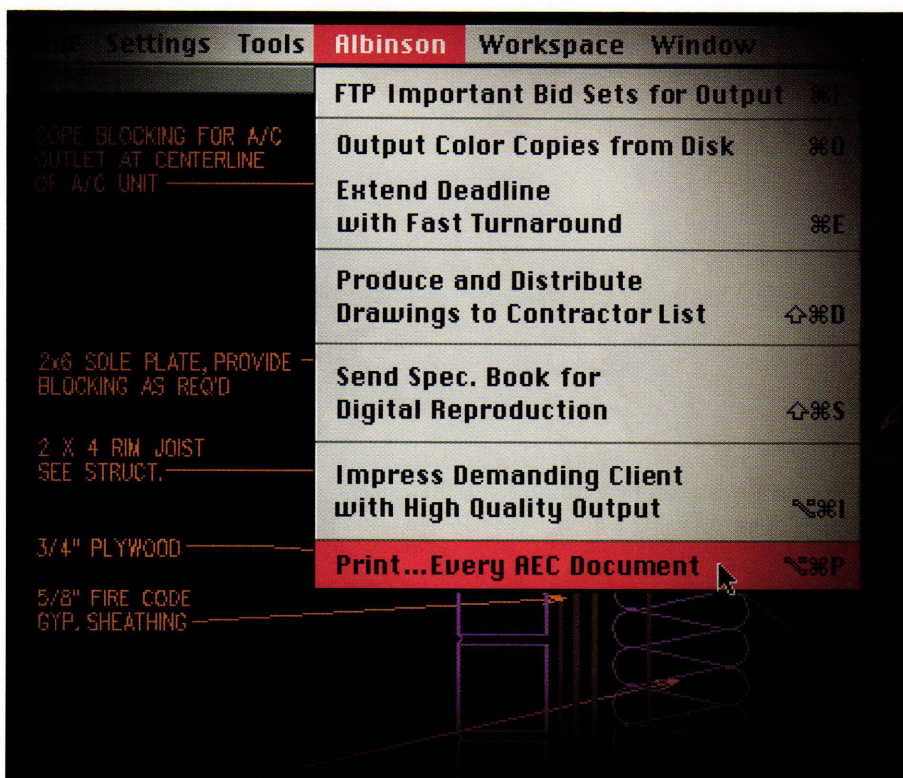 Settings Tools Albinson Workspace Window
FTP Important Bid Sets for Output ⌘F
Output Color Copies from Disk ⌘O
Extend Deadline
with Fast Turnaround ⌘E
Produce and Distribute
Drawings to Contractor List ⇧⌘D
Send Spec. Book for
Digital Reproduction ⇧⌘S
Impress Demanding Client
with High Quality Output ⌥⌘I
Print...Every AEC Document ⌥⌘P
COPE BLOCKING FOR A/C
OUTLET AT CENTERLINE
OF A/C UNIT
2x6 SOLE PLATE, PROVIDE
BLOCKING AS REQ'D
2 X 4 RIM JOIST
SEE STRUCT.
3/4" PLYWOOD
5/8" FIRE CODE
GYP. SHEATHING